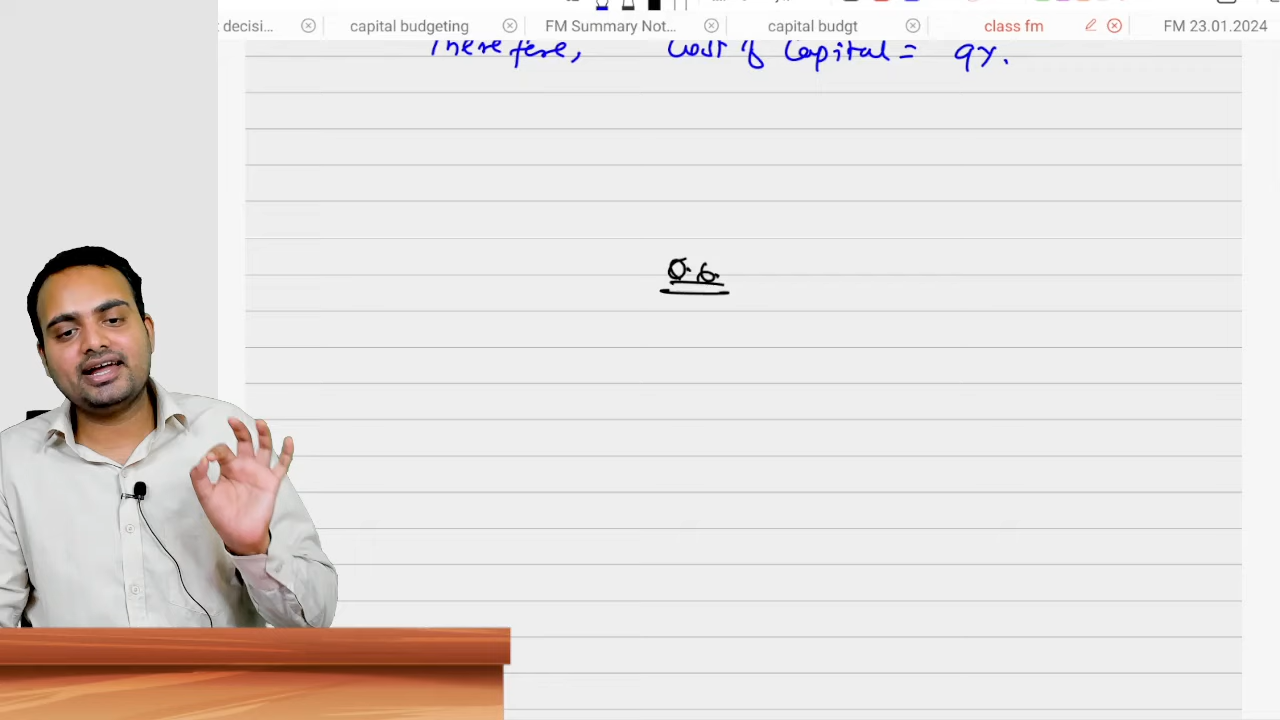 t decisi...
capital budgeting
FM Summary Not...
capital budgt
class fm
FM 23.01.2024
Therefore, Cost of Capital = 9%.
Q.6.